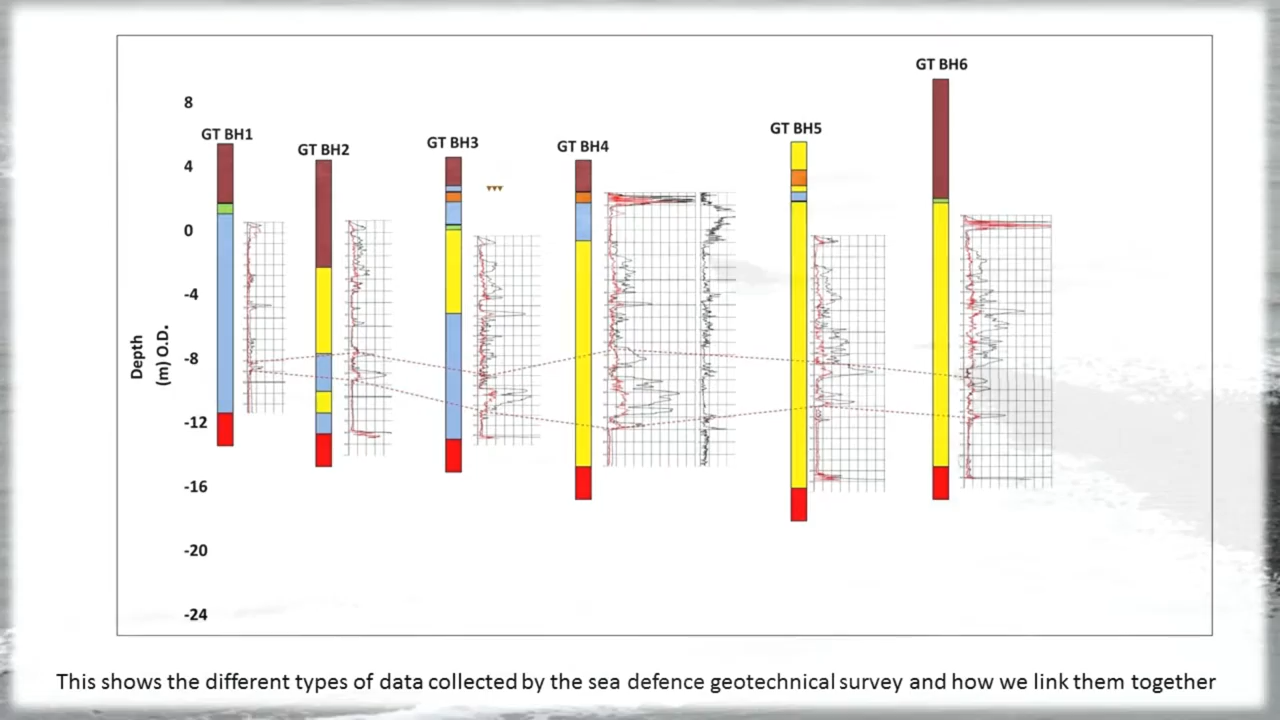 GT BH6
8
GT BH1
GT BH2
GT BH3
GT BH4
GT BH5
4
0
-4
Depth
(m) O.D.
-8
-12
-16
-20
-24
This shows the different types of data collected by the sea defence geotechnical survey and how we link them together